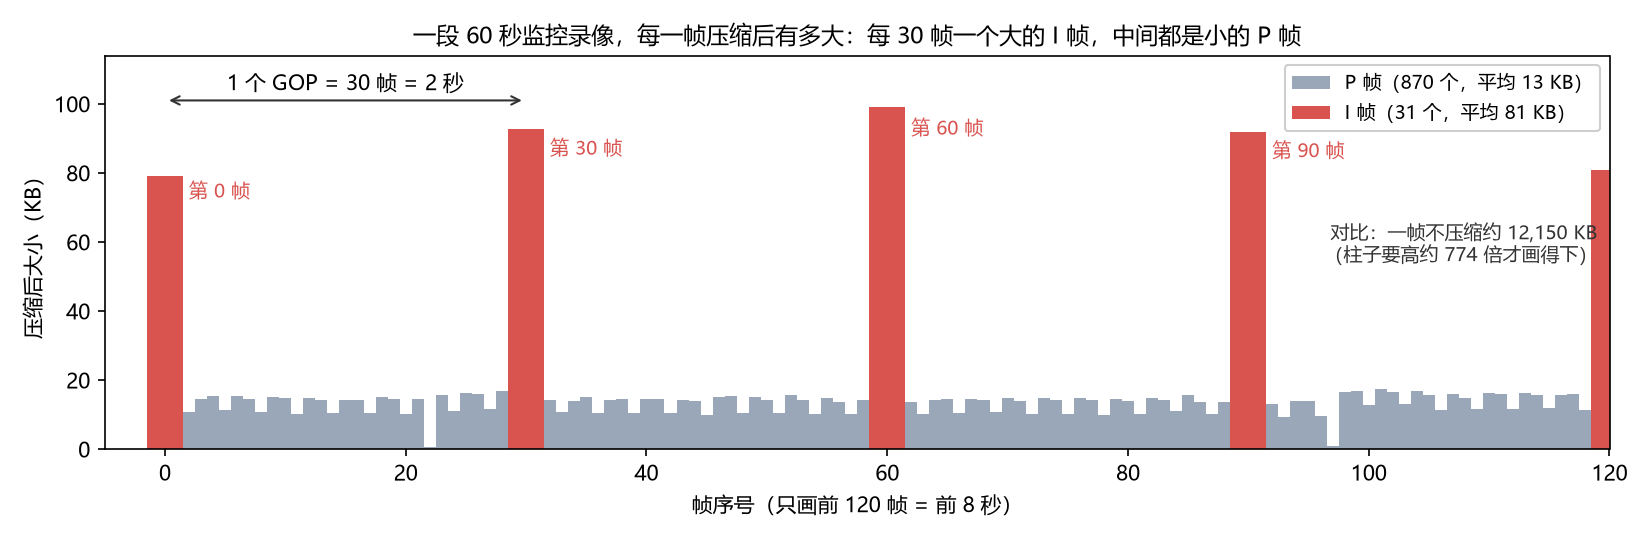 一段 60 秒监控录像，每一帧压缩后有多大：每 30 帧一个大的 I 帧，中间都是小的 P 帧
1 个 GOP = 30 帧 = 2 秒
P 帧（870 个，平均 13 KB）
I 帧（31 个，平均 81 KB）
第 0 帧
第 30 帧
第 60 帧
第 90 帧
对比：一帧不压缩约 12,150 KB
（柱子要高约 774 倍才画得下）
压缩后大小（KB）
100
80
60
40
20
0
0 20 40 60 80 100 120
帧序号（只画前 120 帧 = 前 8 秒）